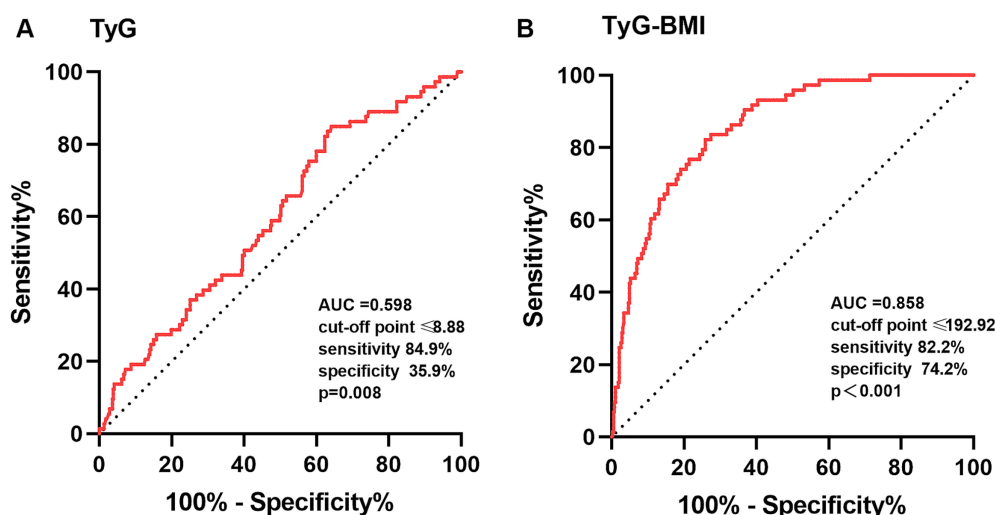 A TyG
100
80
60
40
20
0
Sensitivity%
AUC =0.598
cut-off point ≤8.88
sensitivity 84.9%
specificity 35.9%
p=0.008
0 20 40 60 80 100
100% - Specificity%
B TyG-BMI
100
80
60
40
20
0
Sensitivity%
AUC =0.858
cut-off point ≤192.92
sensitivity 82.2%
specificity 74.2%
p<0.001
0 20 40 60 80 100
100% - Specificity%